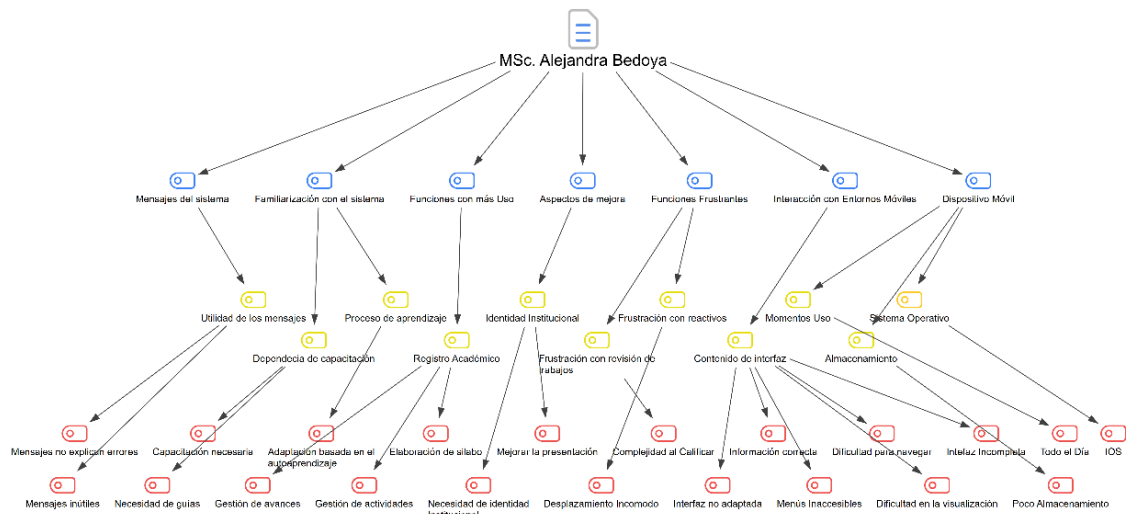 MSc. Alejandra Bedoya
Mensajes del sistema
Familiarización con el sistema
Funciones con más Uso
Aspectos de mejora
Funciones Frustrantes
Interacción con Entornos Móviles
Dispositivo Móvil
Utilidad de los mensajes
Proceso de aprendizaje
Identidad Institucional
Frustración con reactivos
Momentos Uso
Sistema Operativo
Dependecia de capacitación
Registro Académico
Frustración con revisión de
trabajos
Contenido de interfaz
Almacenamiento
Mensajes no explican errores
Capacitación necesaria
Adaptación basada en el
autoaprendizaje
Elaboración de sílabo
Mejorar la presentación
Complejidad al Calificar
Información correcta
Dificultad para navegar
Intefaz Incompleta
Todo el Día
IOS
Mensajes inútiles
Necesidad de guías
Gestión de avances
Gestión de actividades
Necesidad de identidad
Institucional
Desplazamiento Incomodo
Interfaz no adaptada
Menús Inaccesibles
Dificultad en la visualización
Poco Almacenamiento